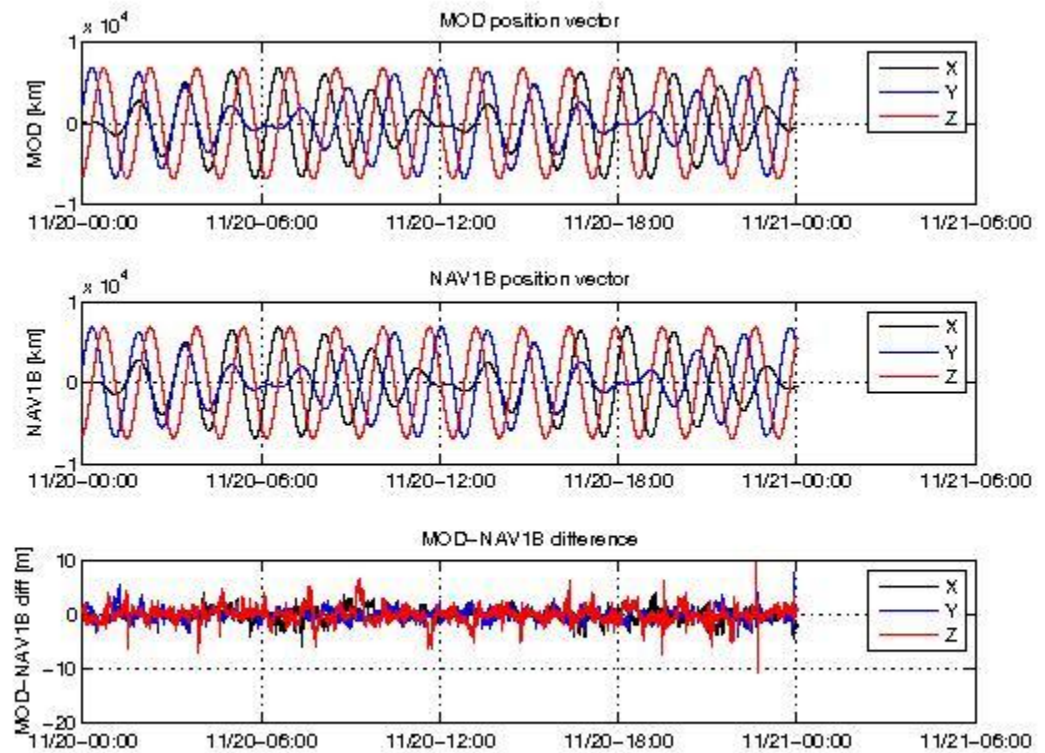 x 10^4
MOD position vector
1
0
−1
MOD [km]
X
Y
Z
11/20−00:00 11/20−06:00 11/20−12:00 11/20−18:00 11/21−00:00 11/21−06:00
x 10^4
NAV1B position vector
1
0
−1
NAV1B [km]
X
Y
Z
11/20−00:00 11/20−06:00 11/20−12:00 11/20−18:00 11/21−00:00 11/21−06:00
MOD−NAV1B difference
10
0
−10
−20
MOD−NAV1B diff [m]
X
Y
Z
11/20−00:00 11/20−06:00 11/20−12:00 11/20−18:00 11/21−00:00 11/21−06:00